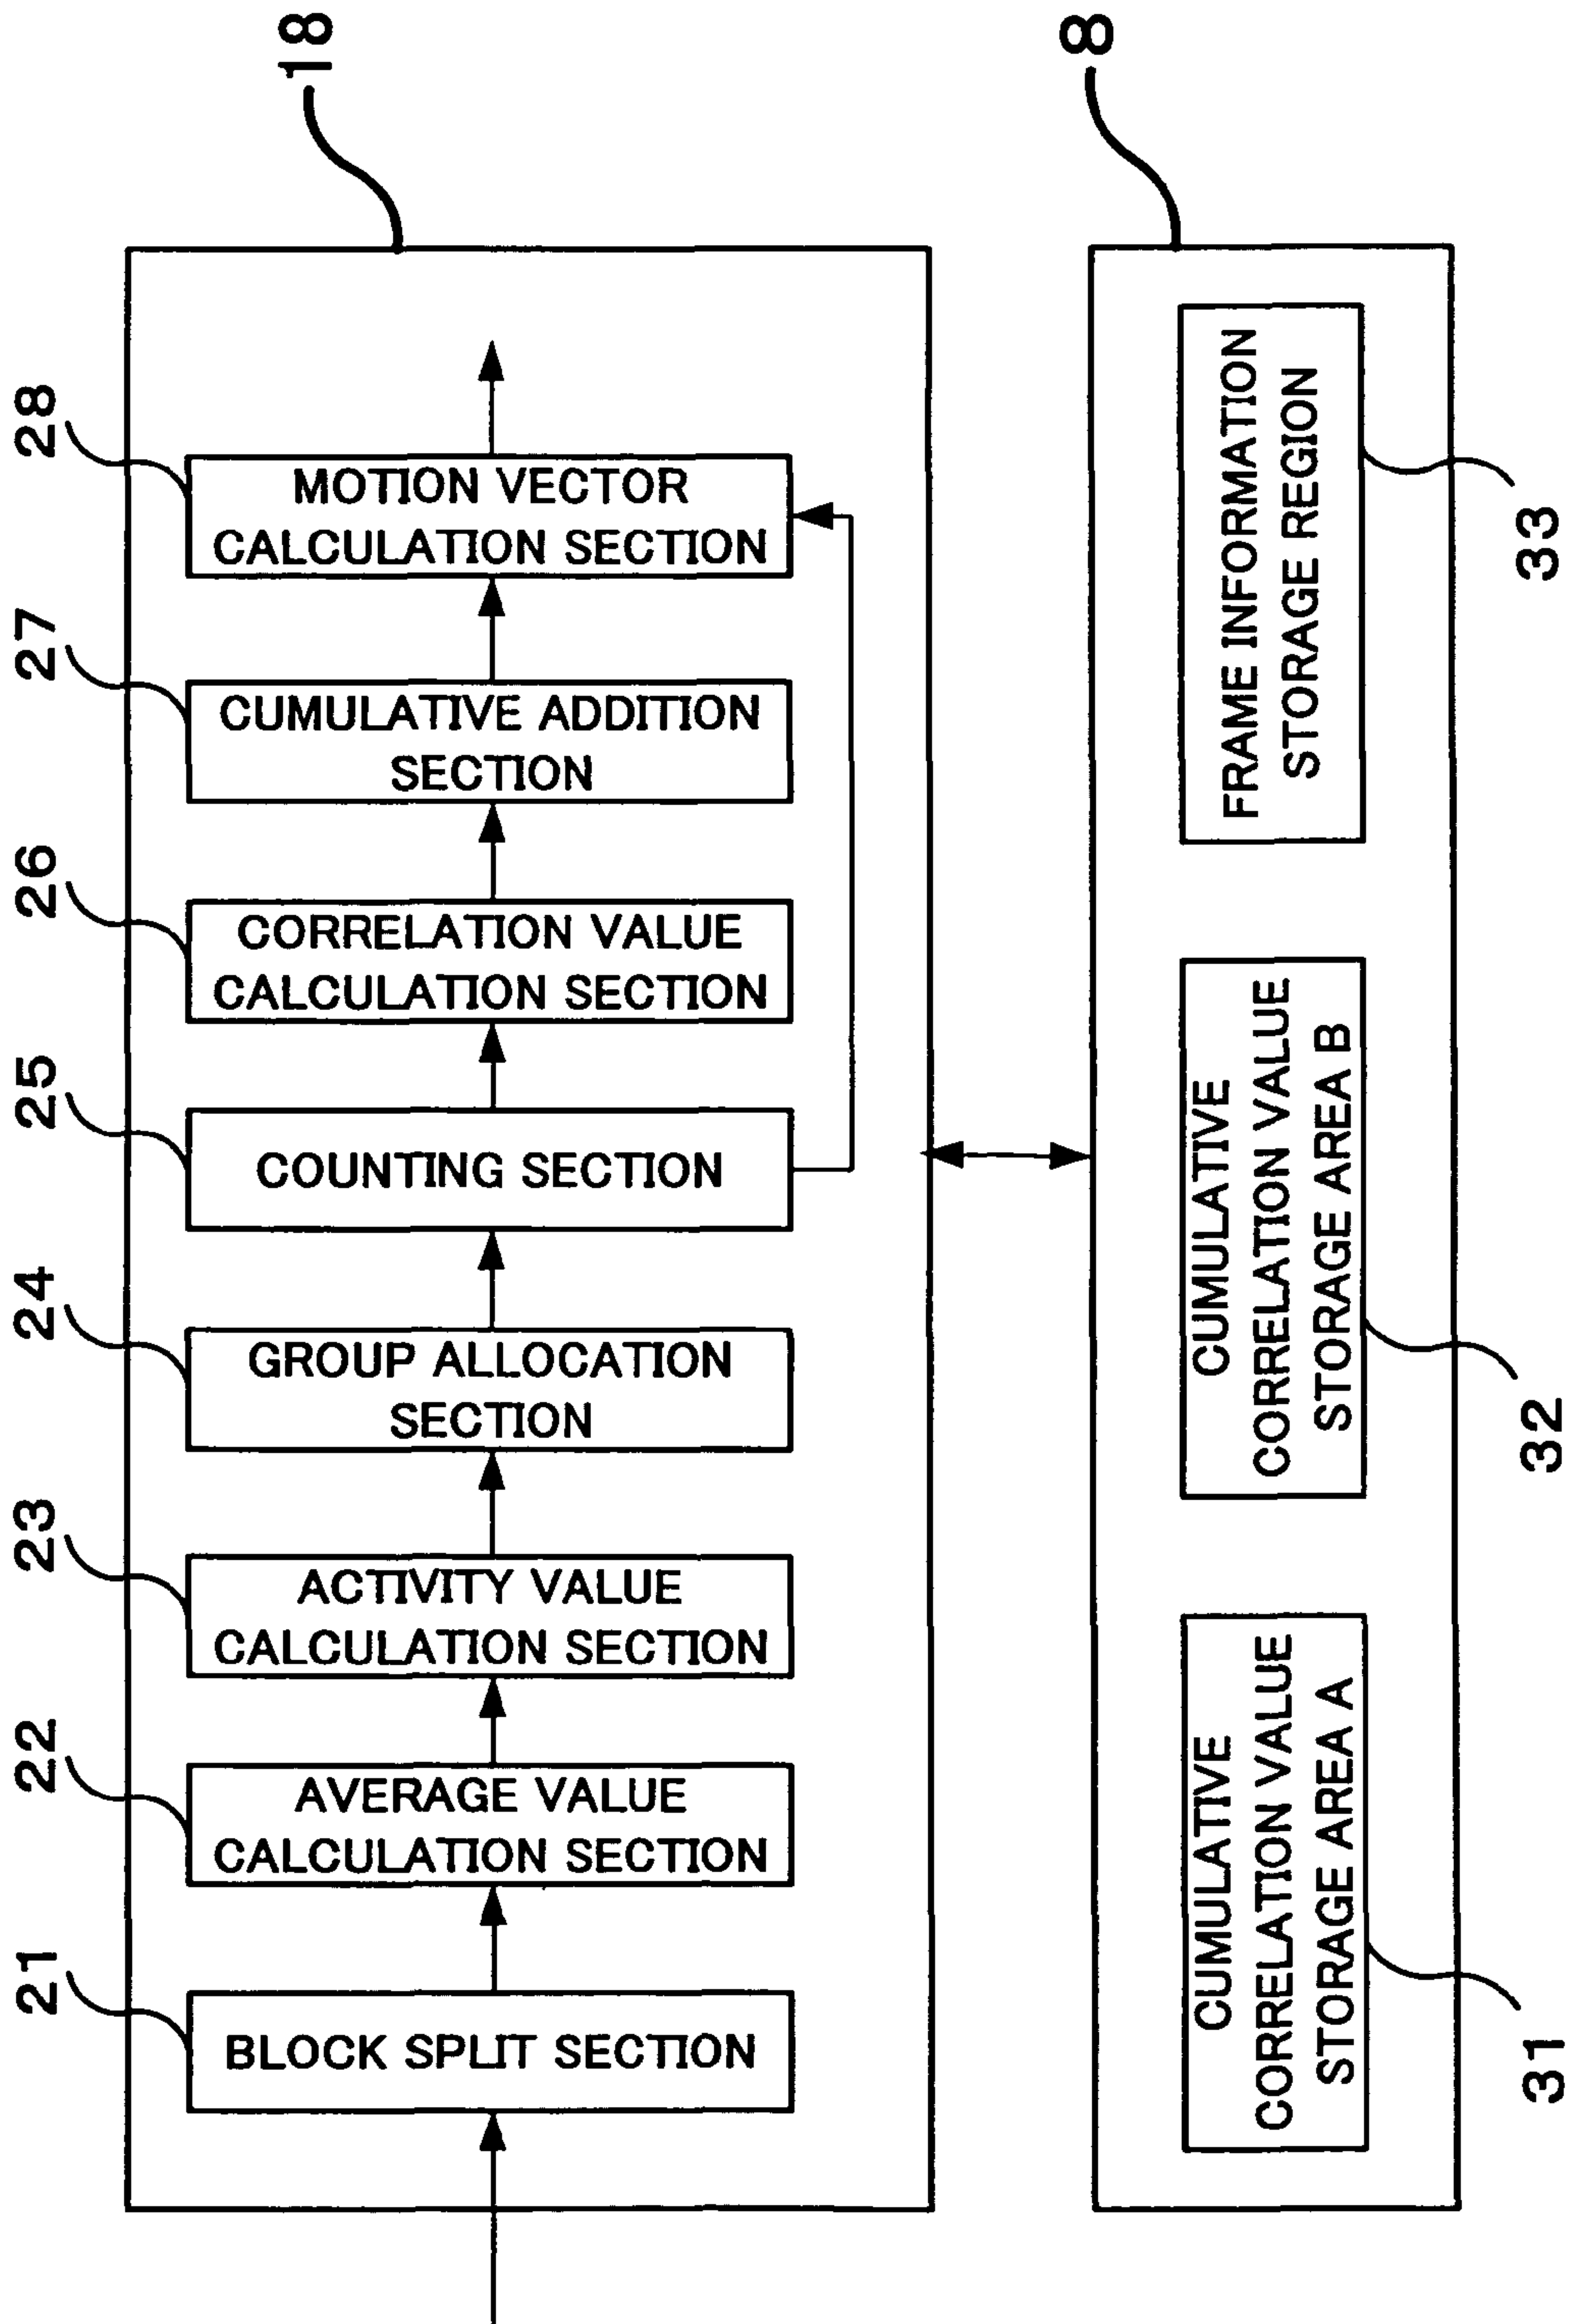 18
28
MOTION VECTOR
CALCULATION SECTION
27
CUMULATIVE ADDITION
SECTION
26
CORRELATION VALUE
CALCULATION SECTION
25
COUNTING SECTION
24
GROUP ALLOCATION
SECTION
23
ACTIVITY VALUE
CALCULATION SECTION
22
AVERAGE VALUE
CALCULATION SECTION
21
BLOCK SPLIT SECTION
8
FRAME INFORMATION
STORAGE REGION
33
CUMULATIVE
CORRELATION VALUE
STORAGE AREA B
32
CUMULATIVE
CORRELATION VALUE
STORAGE AREA A
31